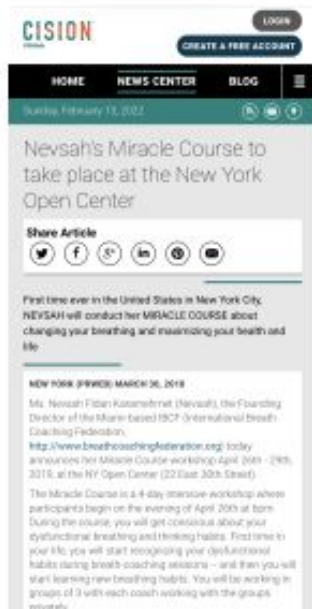 CISION
LOGIN
CREATE A FREE ACCOUNT
HOME NEWS CENTER BLOG
Sunday, February 13, 2022
Nevsah's Miracle Course to
take place at the New York
Open Center
Share Article
First time ever in the United States in New York City,
NEVSAH will conduct her MIRACLE COURSE about
changing your breathing and maximizing your health and
life
NEW YORK (PRWEB) MARCH 30, 2018
Ms. Nevsah Fidan Karamehmet (Nevsah), the Founding
Director of the Miami-based IBCF (International Breath
Coaching Federation,
http://www.breathcoachingfederation.org) today
announces her Miracle Course workshop April 26th - 29th,
at the NY Open Center (22 East 30th Street).
The Miracle Course is a 4-day intensive workshop where
participants begin on the evening of April 26th at
During the course, you will get conscious about your
dysfunctional breathing and thinking habits. First time in
your life, you will start recognizing your dysfunctional
habits during breath-coaching sessions – and then you will
start learning new breathing habits. You will be working in
groups of 3 with each coach working with the groups
privately